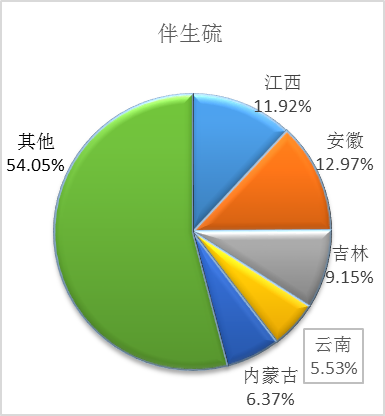 伴生硫
江西
11.92%
安徽
12.97%
吉林
9.15%
云南
5.53%
内蒙古
6.37%
其他
54.05%